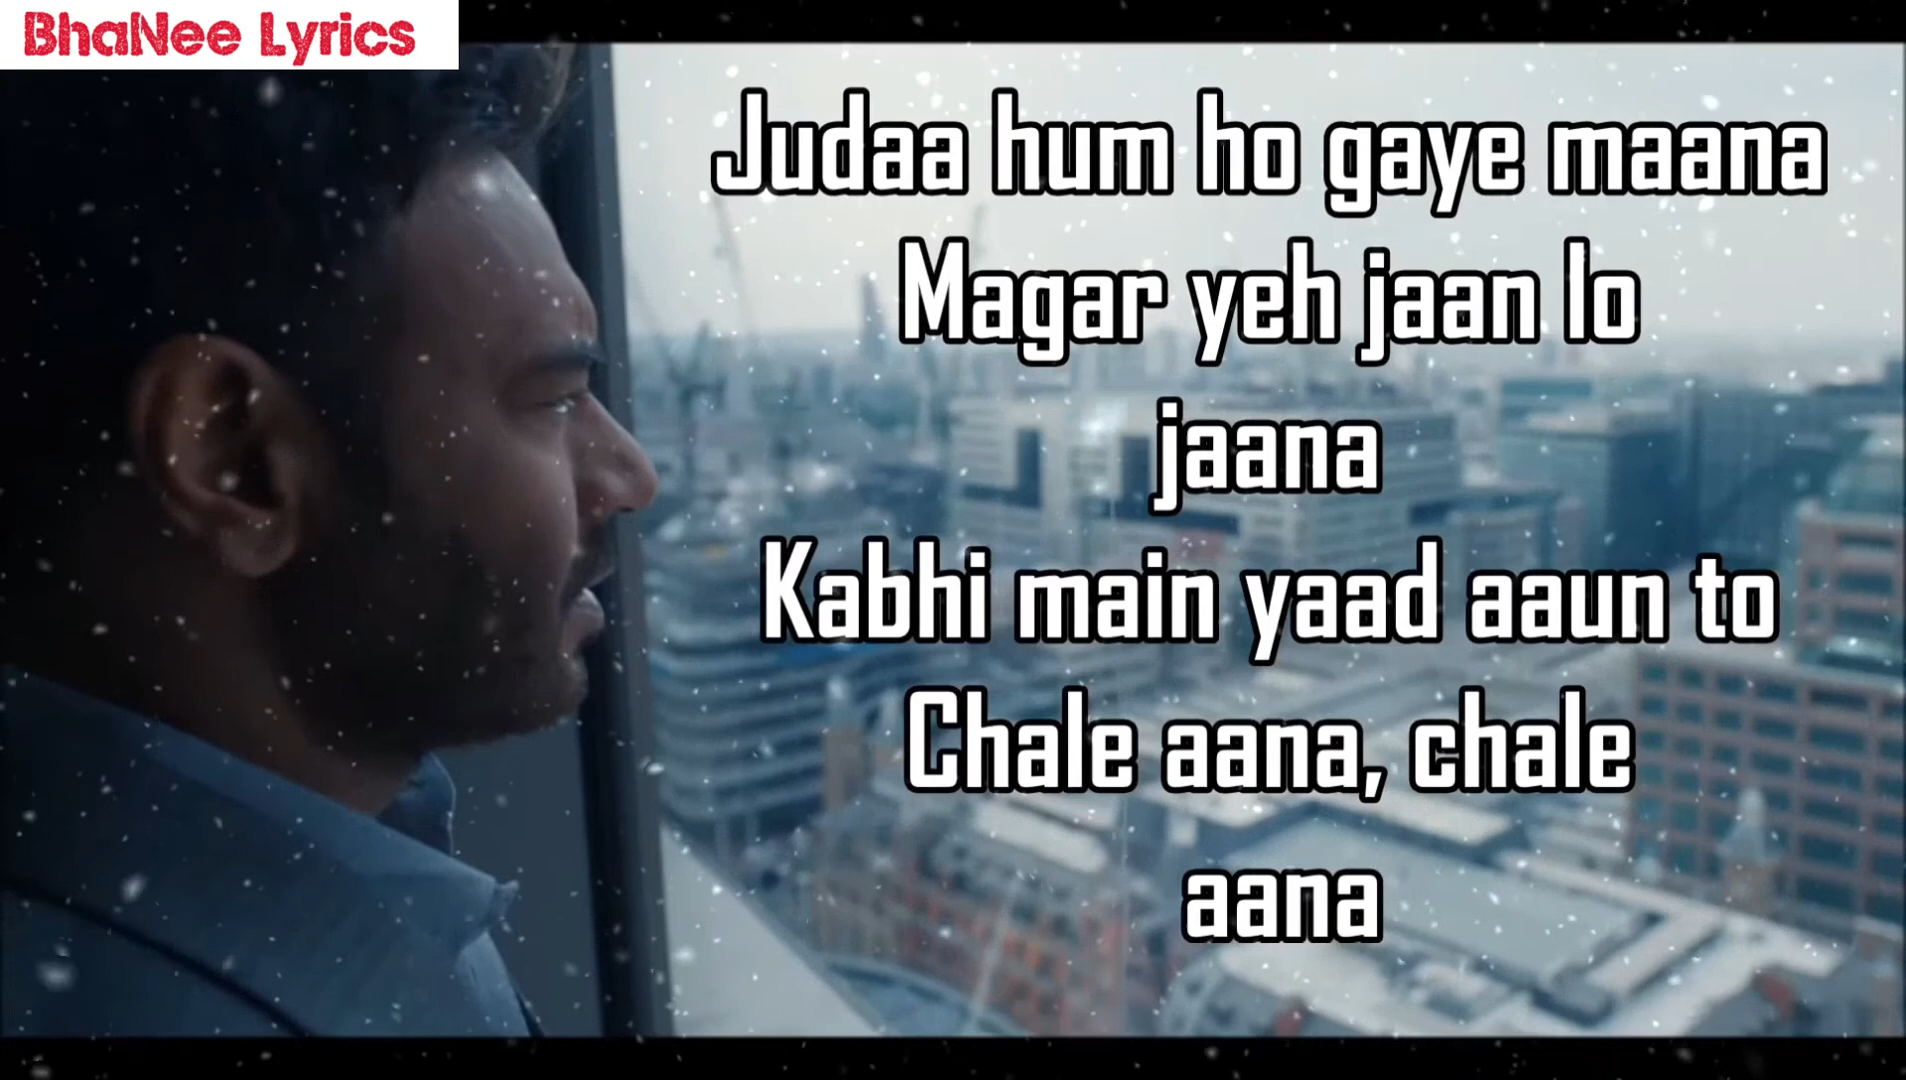 BhaNee Lyrics
Judaa hum ho gaye maana
Magar yeh jaan lo
jaana
Kabhi main yaad aaun to
Chale aana, chale
aana